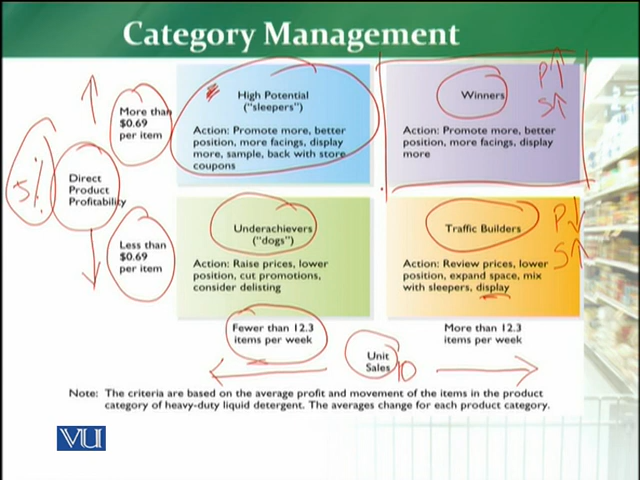 Category Management
More than
$0.69
per item
High Potential
("sleepers")
Action: Promote more, better
position, more facings, display
more, sample, back with store
coupons
Winners
Action: Promote more, better
position, more facings, display
more
P↑
S↑
5%
Direct
Product
Profitability
Less than
$0.69
per item
Underachievers
("dogs")
Action: Raise prices, lower
position, cut promotions,
consider delisting
Traffic Builders
Action: Review prices, lower
position, expand space, mix
with sleepers, display
P↓
S↑
Fewer than 12.3
items per week
Unit
Sales
10
More than 12.3
items per week
Note: The criteria are based on the average profit and movement of the items in the product
category of heavy-duty liquid detergent. The averages change for each product category.
VU